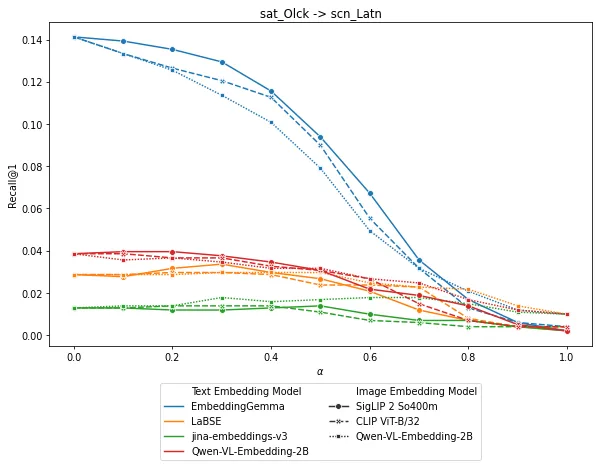 sat_Olck -> scn_Latn
Recall@1
0.14
0.12
0.10
0.08
0.06
0.04
0.02
0.00
0.0 0.2 0.4 0.6 0.8 1.0
α
Text Embedding Model Image Embedding Model
EmbeddingGemma SigLIP 2 So400m
LaBSE CLIP ViT-B/32
jina-embeddings-v3 Qwen-VL-Embedding-2B
Qwen-VL-Embedding-2B